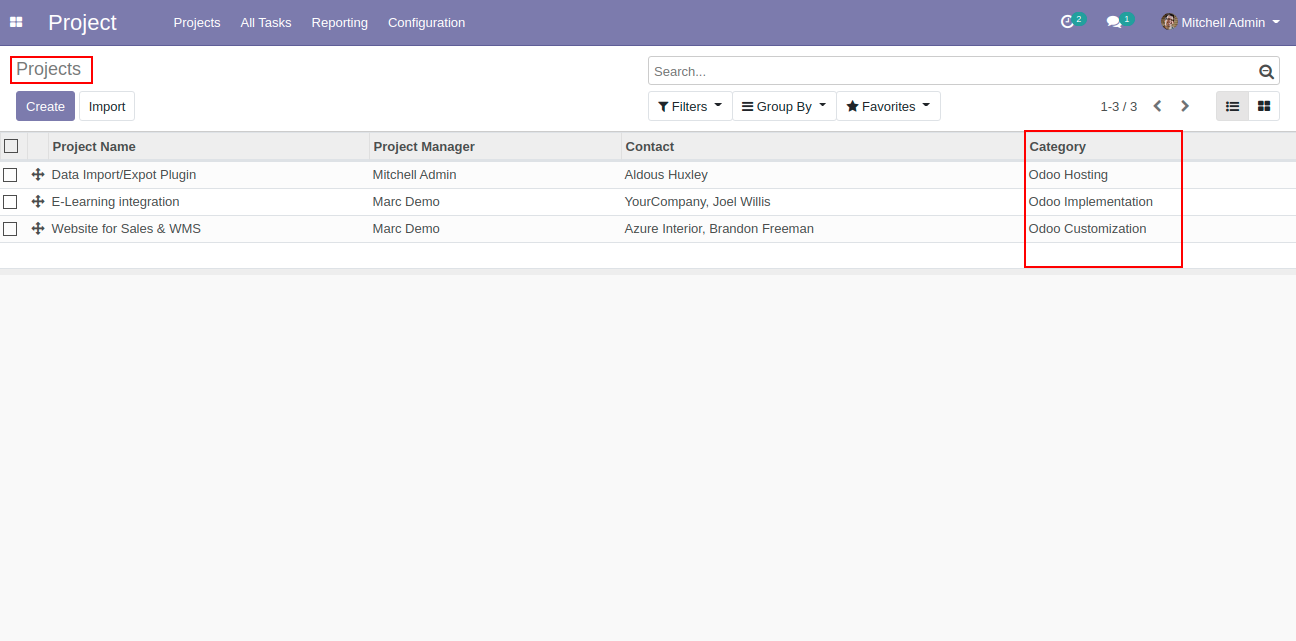 Project Projects All Tasks Reporting Configuration 2 1 Mitchell Admin
Projects Search...
Create Import Filters Group By Favorites 1-3 / 3
Project Name Project Manager Contact Category
Data Import/Expot Plugin Mitchell Admin Aldous Huxley Odoo Hosting
E-Learning integration Marc Demo YourCompany, Joel Willis Odoo Implementation
Website for Sales & WMS Marc Demo Azure Interior, Brandon Freeman Odoo Customization